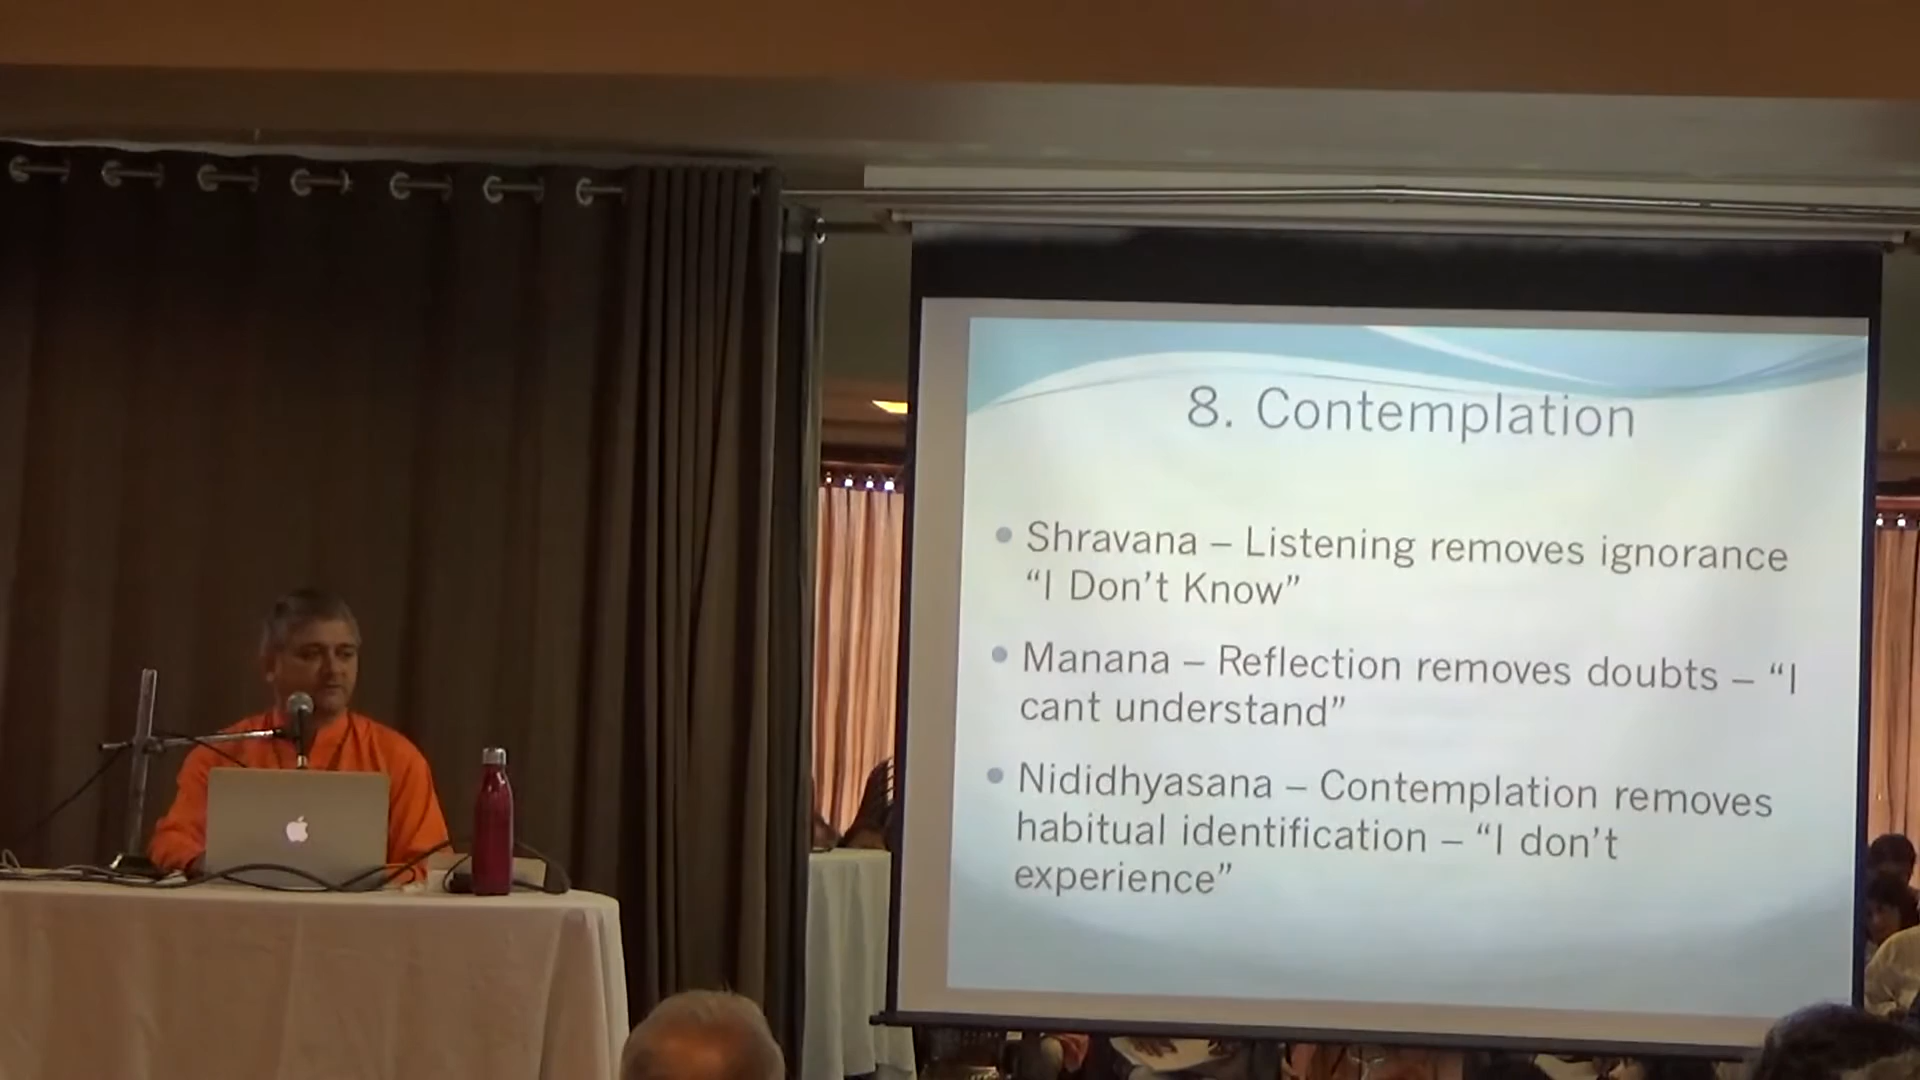 8. Contemplation
Shravana – Listening removes ignorance
“I Don’t Know”
Manana – Reflection removes doubts – “I
cant understand”
Nididhyasana – Contemplation removes
habitual identification – “I don’t
experience”